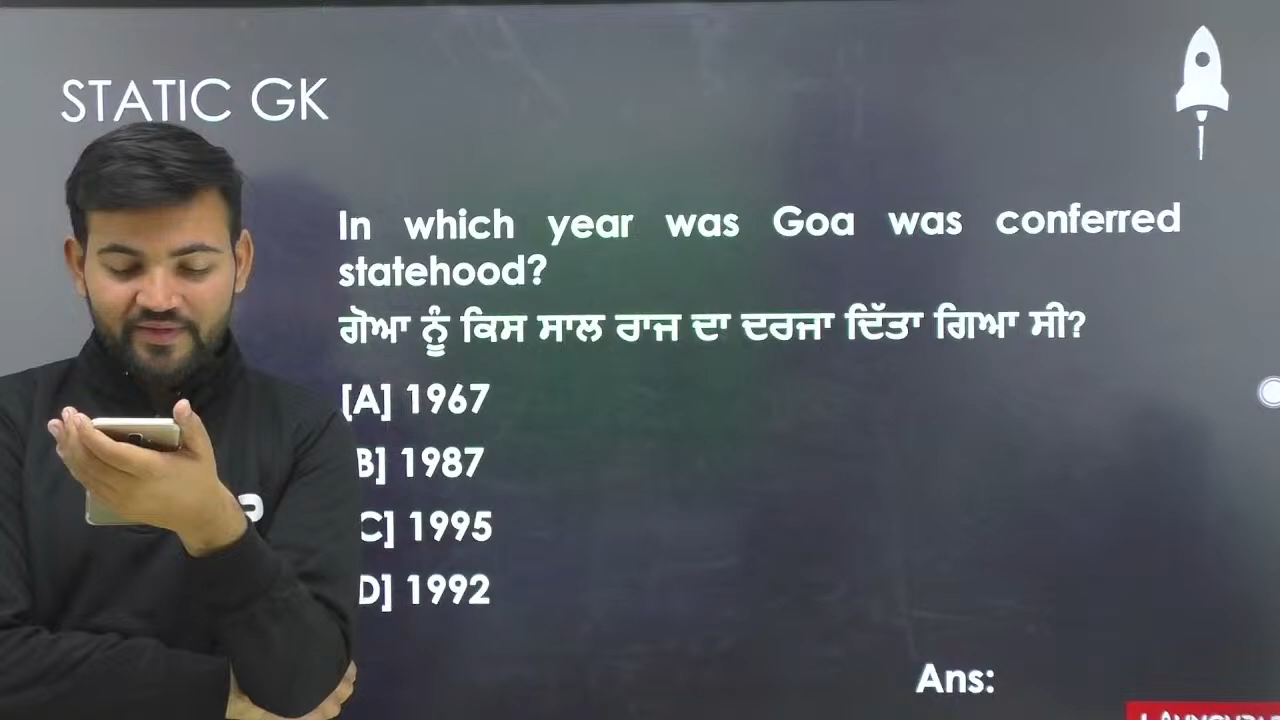 STATIC GK
In which year was Goa was conferred
statehood?
ਗੋਆ ਨੂੰ ਕਿਸ ਸਾਲ ਰਾਜ ਦਾ ਦਰਜਾ ਦਿੱਤਾ ਗਿਆ ਸੀ?
[A] 1967
B] 1987
C] 1995
D] 1992
Ans: